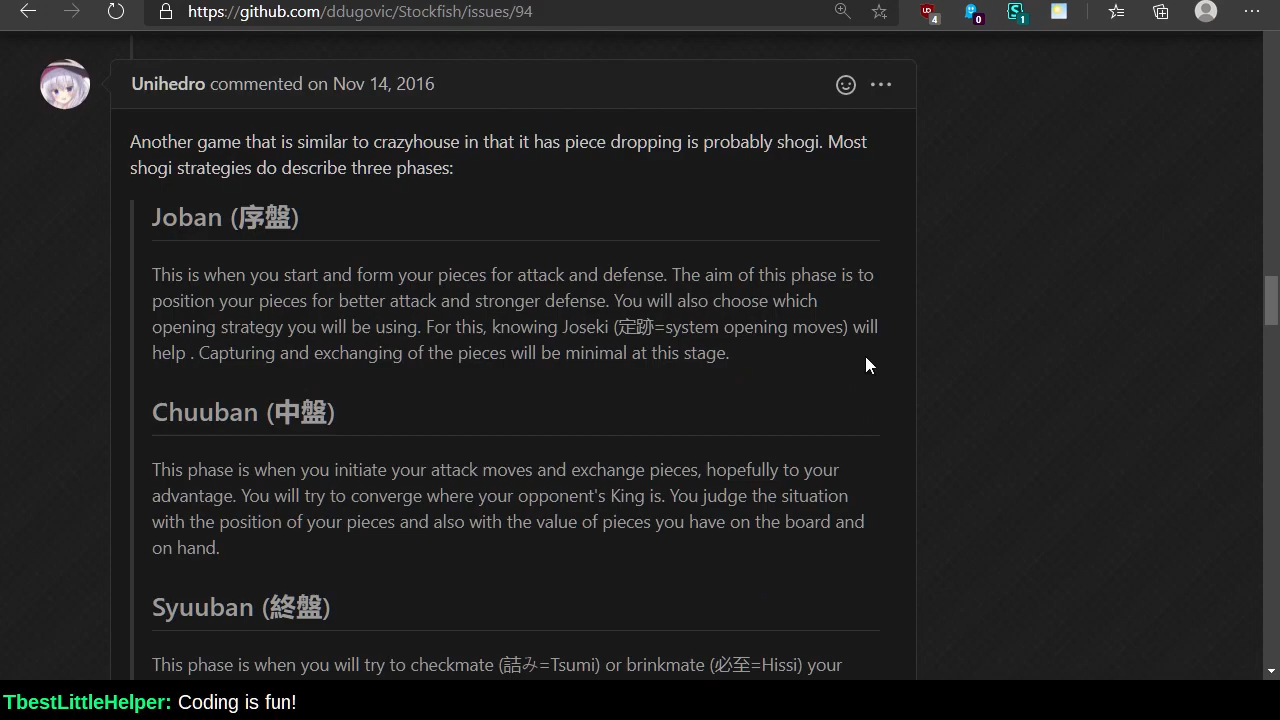 https://github.com/ddugovic/Stockfish/issues/94
UD
4
0
S
1
Unihedro commented on Nov 14, 2016
Another game that is similar to crazyhouse in that it has piece dropping is probably shogi. Most
shogi strategies do describe three phases:
Joban (序盤)
This is when you start and form your pieces for attack and defense. The aim of this phase is to
position your pieces for better attack and stronger defense. You will also choose which
opening strategy you will be using. For this, knowing Joseki (定跡=system opening moves) will
help . Capturing and exchanging of the pieces will be minimal at this stage.
Chuuban (中盤)
This phase is when you initiate your attack moves and exchange pieces, hopefully to your
advantage. You will try to converge where your opponent's King is. You judge the situation
with the position of your pieces and also with the value of pieces you have on the board and
on hand.
Syuuban (終盤)
This phase is when you will try to checkmate (詰み=Tsumi) or brinkmate (必至=Hissi) your
TbestLittleHelper: Coding is fun!